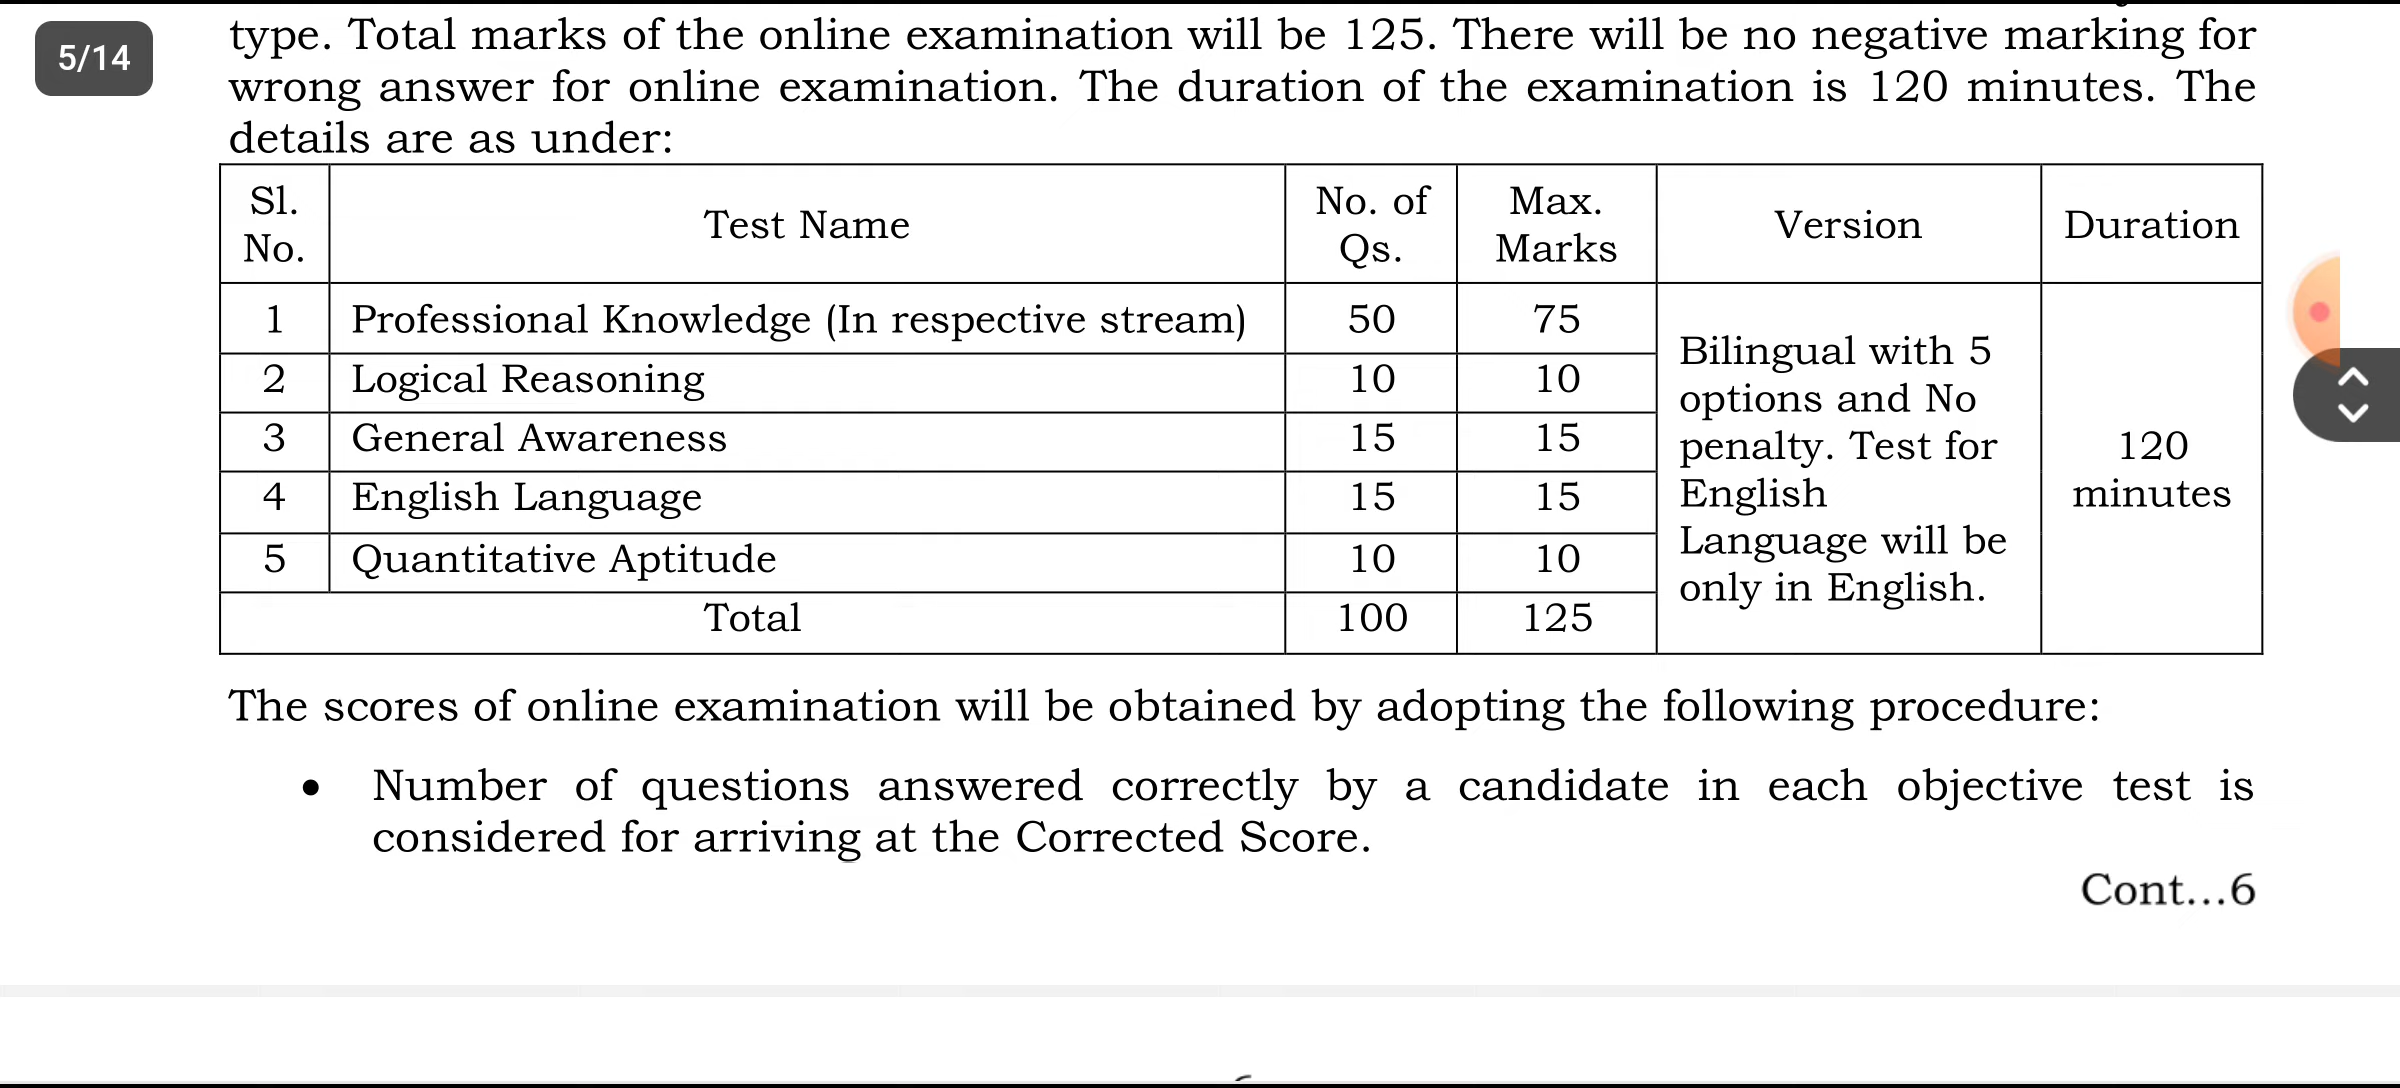 5/14
type. Total marks of the online examination will be 125. There will be no negative marking for
wrong answer for online examination. The duration of the examination is 120 minutes. The
details are as under:
Sl. No. Test Name No. of Qs. Max. Marks Version Duration
1 Professional Knowledge (In respective stream) 50 75
2 Logical Reasoning 10 10
3 General Awareness 15 15
4 English Language 15 15
5 Quantitative Aptitude 10 10
Total 100 125
Bilingual with 5
options and No
penalty. Test for
English
Language will be
only in English.
120
minutes
The scores of online examination will be obtained by adopting the following procedure:
• Number of questions answered correctly by a candidate in each objective test is
considered for arriving at the Corrected Score.
Cont...6